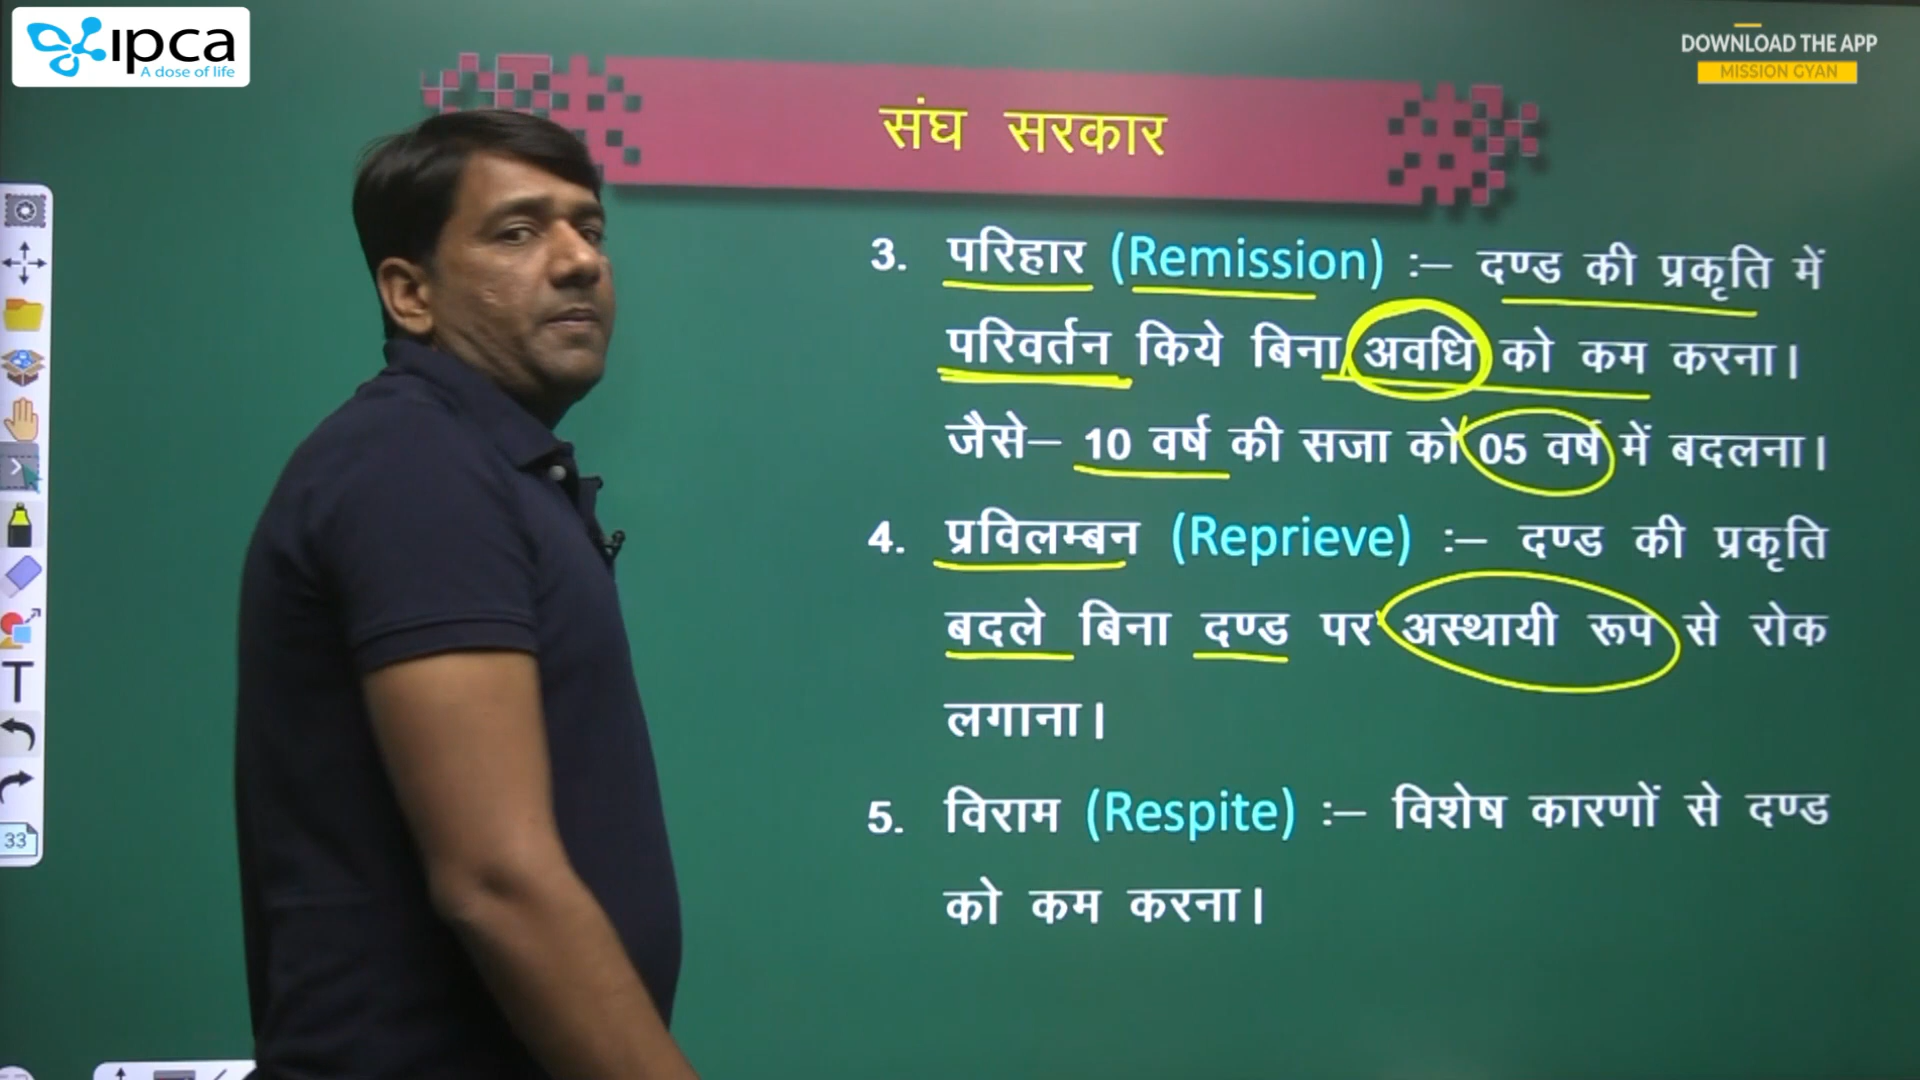 ipca
A dose of life
DOWNLOAD THE APP
MISSION GYAN
संघ सरकार
3. परिहार (Remission) :– दण्ड की प्रकृति में
परिवर्तन किये बिना अवधि को कम करना।
जैसे– 10 वर्ष की सजा को 05 वर्ष में बदलना।
4. प्रविलम्बन (Reprieve) :– दण्ड की प्रकृति
बदले बिना दण्ड पर अस्थायी रूप से रोक
लगाना।
5. विराम (Respite) :– विशेष कारणों से दण्ड
को कम करना।
T
33